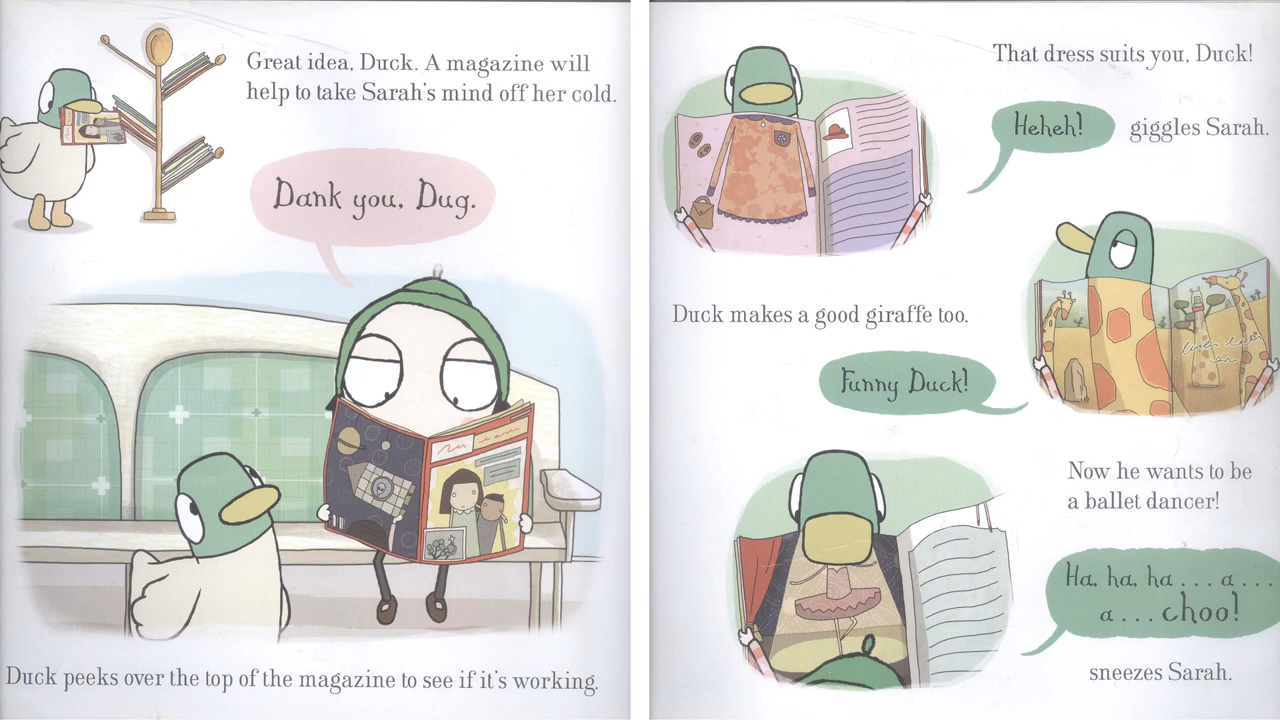 Great idea, Duck. A magazine will
help to take Sarah's mind off her cold.
Dank you, Dug.
Duck peeks over the top of the magazine to see if it's working.
That dress suits you, Duck!
Heheh!
giggles Sarah.
Duck makes a good giraffe too.
Funny Duck!
Now he wants to be
a ballet dancer!
Ha, ha, ha . . . a . . .
a . . . choo!
sneezes Sarah.